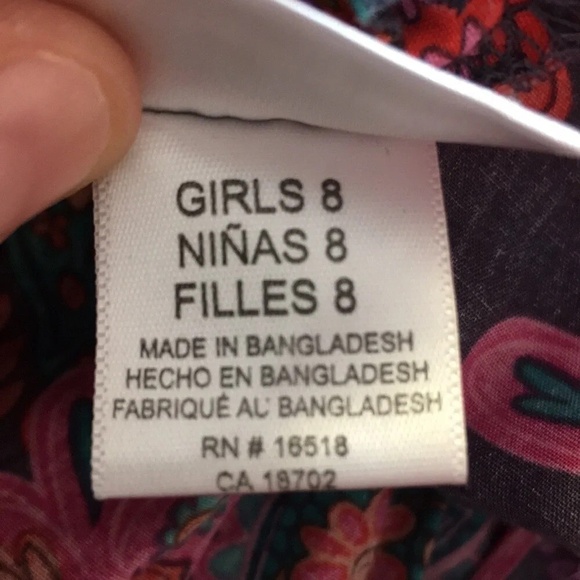 GIRLS 8
NIÑAS 8
FILLES 8
MADE IN BANGLADESH
HECHO EN BANGLADESH
FABRIQUÉ AU BANGLADESH
RN # 16518
CA 18702